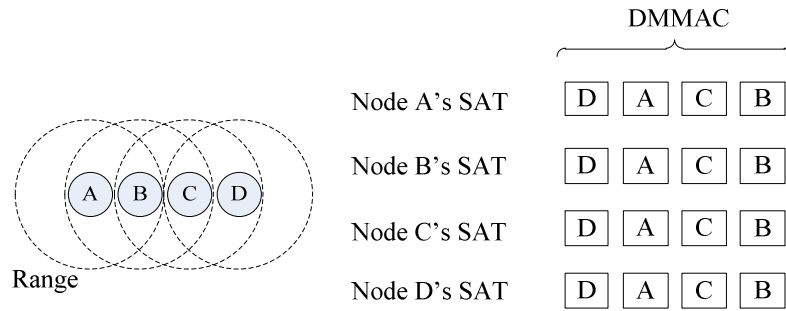 DMMAC
Node A's SAT D A C B
Node B's SAT D A C B
A B C D
Node C's SAT D A C B
Range
Node D's SAT D A C B